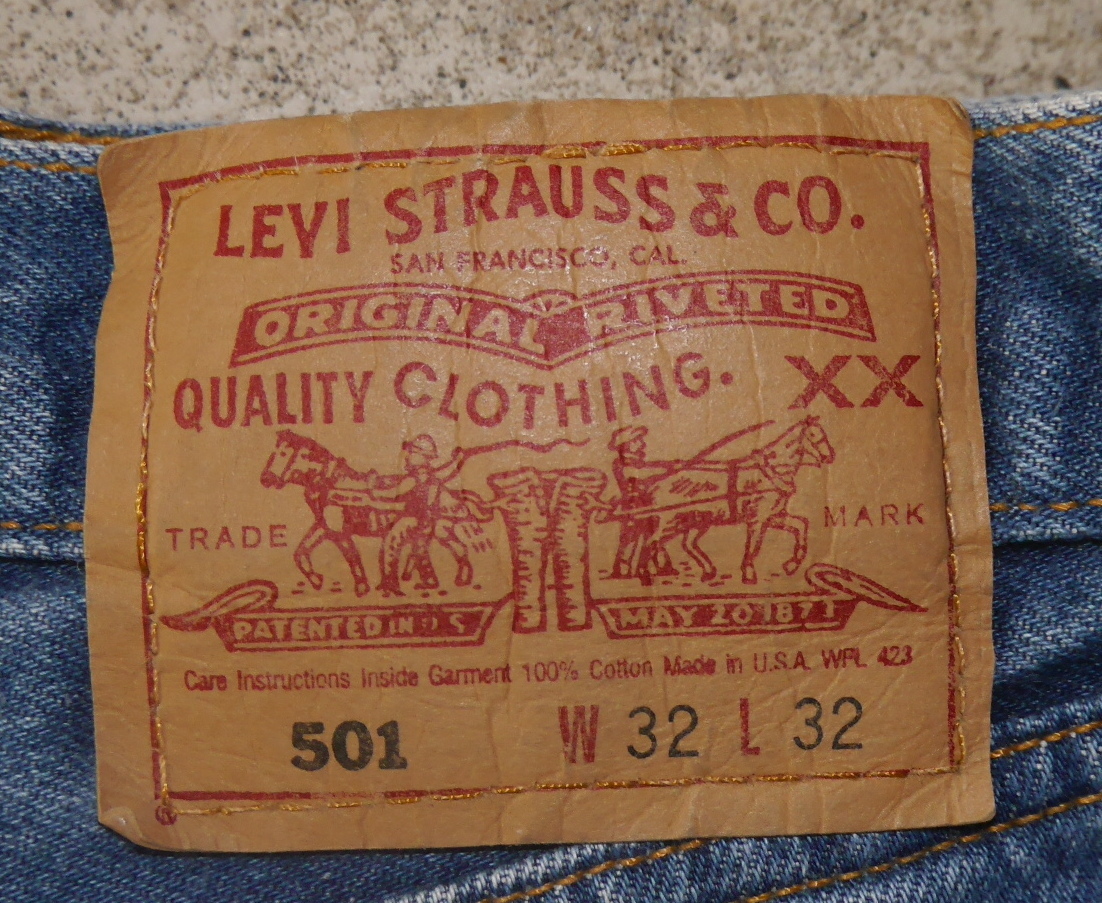 LEVI STRAUSS & CO.
SAN FRANCISCO, CAL.
ORIGINAL RIVETED
QUALITY CLOTHING. XX
TRADE MARK
PATENTED IN U S MAY 20 1873
Care Instructions Inside Garment 100% Cotton Made in U.S.A. WPL 423
501 W 32 L 32
®